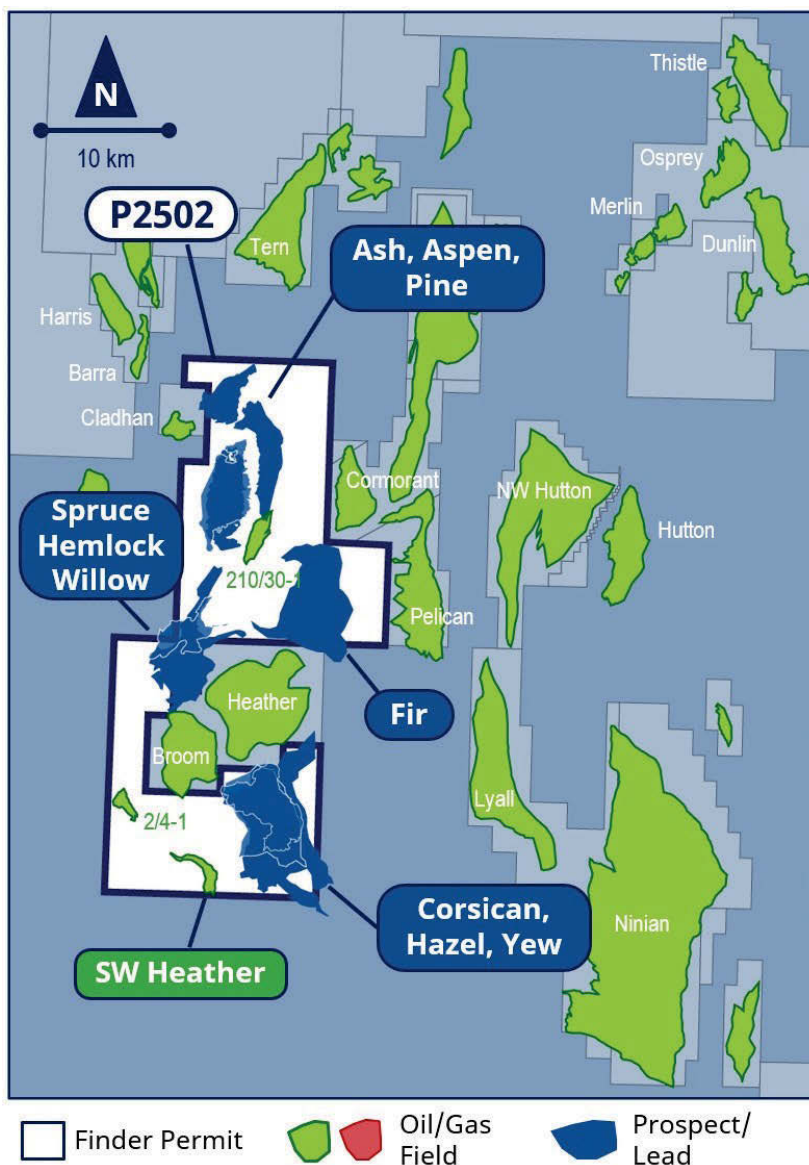 N
10 km
P2502
Ash, Aspen,
Pine
Thistle
Osprey
Merlin
Dunlin
Tern
Harris
Barra
Cladhan
Cormorant
NW Hutton
Hutton
Spruce
Hemlock
Willow
210/30-1
Pelican
Fir
Heather
Broom
Lyall
2/4-1
Corsican,
Hazel, Yew
Ninian
SW Heather
Finder Permit
Oil/Gas
Field
Prospect/
Lead